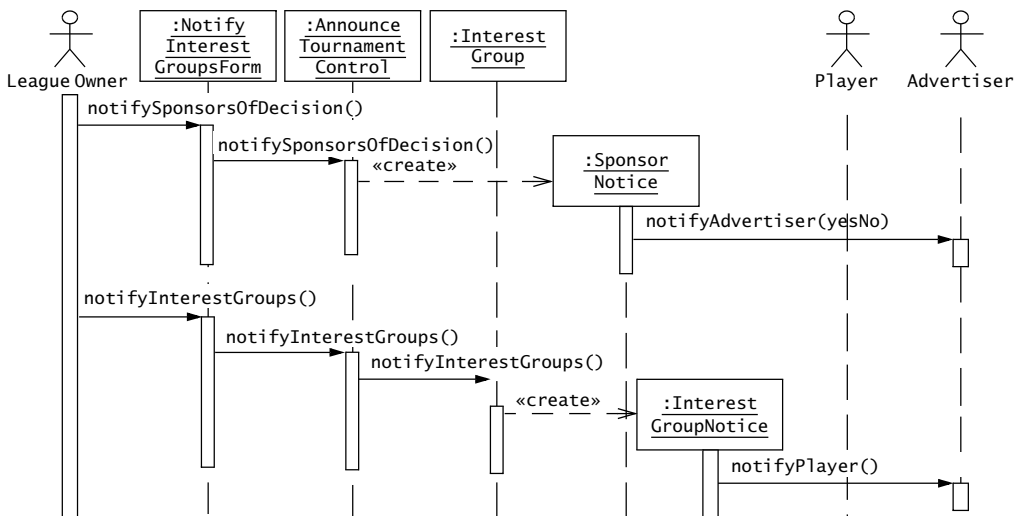 :Notify
Interest
GroupsForm
:Announce
Tournament
Control
:Interest
Group
League Owner
Player
Advertiser
notifySponsorsOfDecision()
notifySponsorsOfDecision()
«create»
:Sponsor
Notice
notifyAdvertiser(yesNo)
notifyInterestGroups()
notifyInterestGroups()
notifyInterestGroups()
«create»
:Interest
GroupNotice
notifyPlayer()